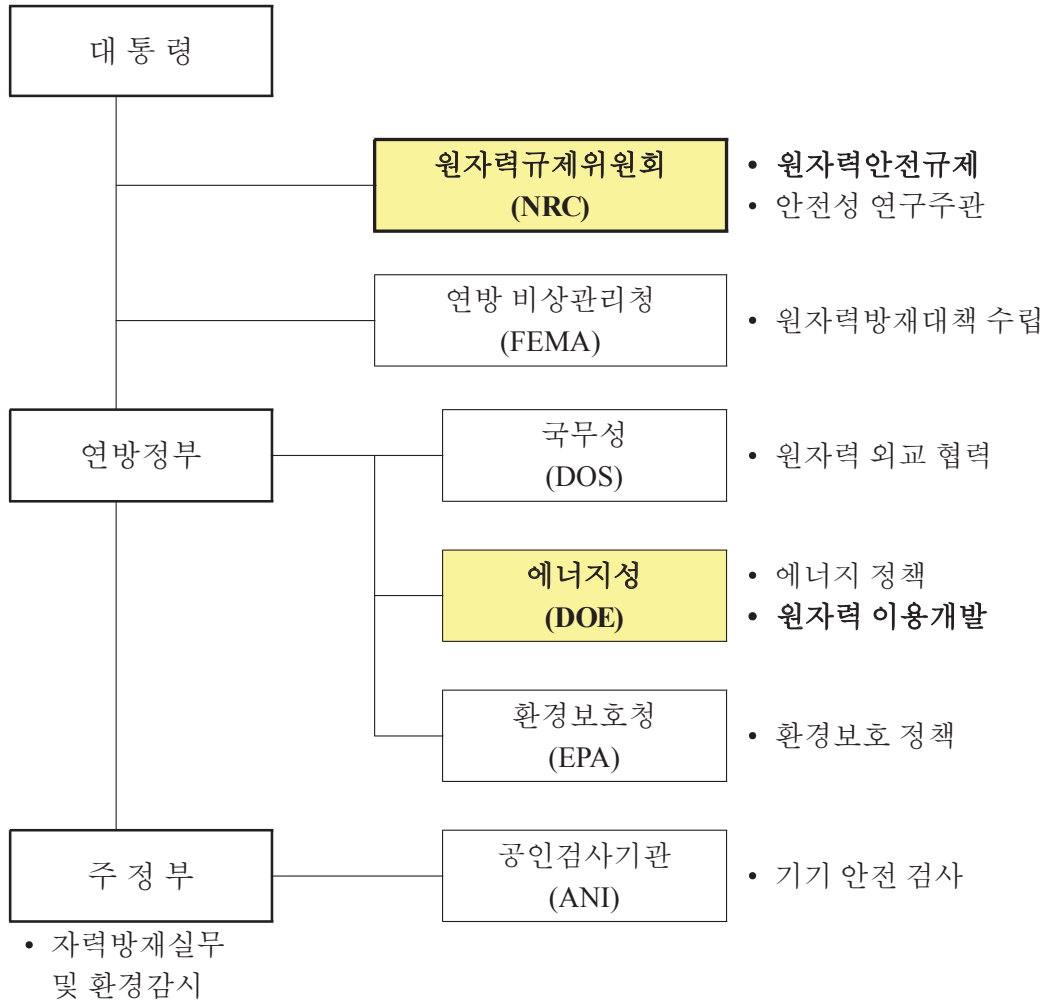 대 통 령
원자력규제위원회
(NRC)
• 원자력안전규제
• 안전성 연구주관
연방 비상관리청
(FEMA)
• 원자력방재대책 수립
연방정부
국무성
(DOS)
• 원자력 외교 협력
에너지성
(DOE)
• 에너지 정책
• 원자력 이용개발
환경보호청
(EPA)
• 환경보호 정책
주 정 부
공인검사기관
(ANI)
• 기기 안전 검사
• 자력방재실무
및 환경감시